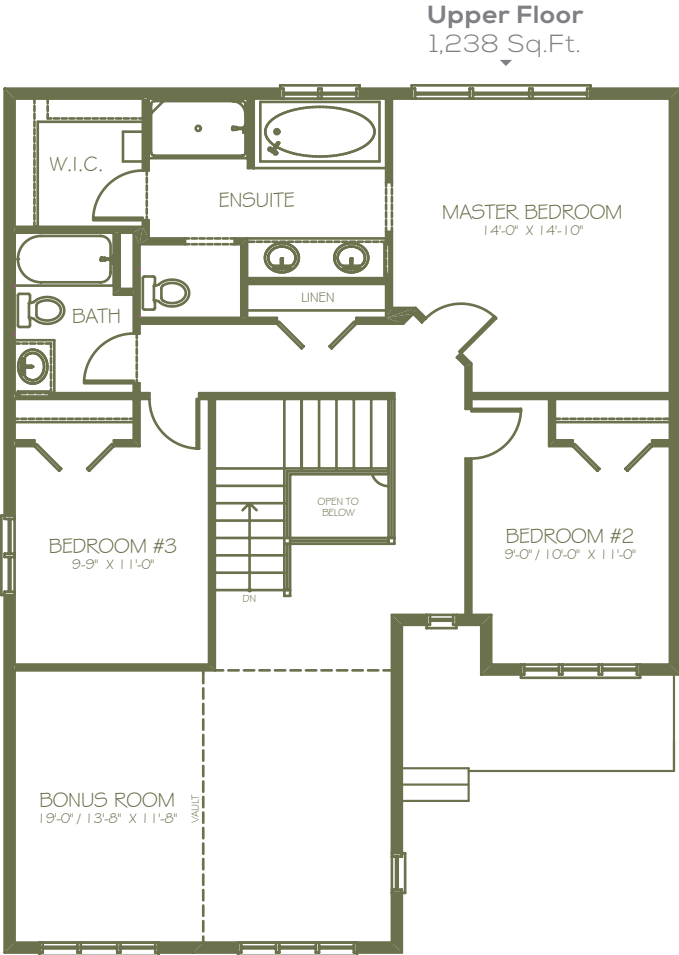 Upper Floor
1,238 Sq.Ft.
W.I.C.
ENSUITE
MASTER BEDROOM
14'-0" X 14'-10"
LINEN
BATH
OPEN TO
BELOW
BEDROOM #3
9'-9" X 11'-0"
BEDROOM #2
9'-0" / 10'-0" X 11'-0"
DN
BONUS ROOM
19'-0" / 13'-8" X 11'-8"
VAULT